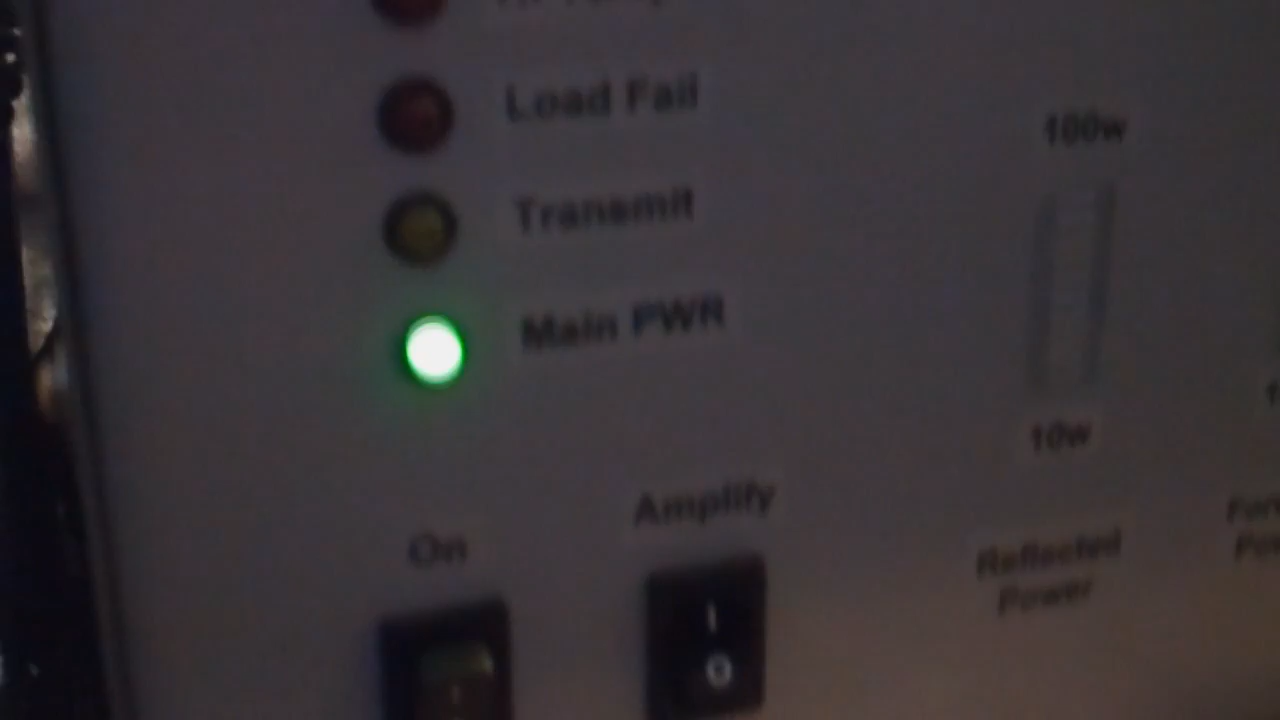 Load Fail
100w
Transmit
Main PWR
10w
Amplify
On
Reflected
Power
I
O